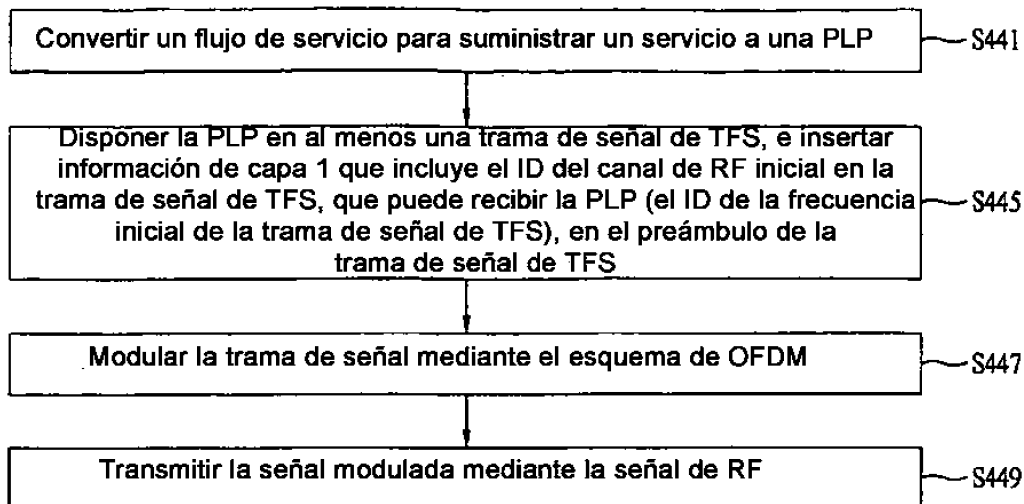 Convertir un flujo de servicio para suministrar un servicio a una PLP
S441
Disponer la PLP en al menos una trama de señal de TFS, e insertar
información de capa 1 que incluye el ID del canal de RF inicial en la
trama de señal de TFS, que puede recibir la PLP (el ID de la frecuencia
inicial de la trama de señal de TFS), en el preámbulo de la
trama de señal de TFS
S445
Modular la trama de señal mediante el esquema de OFDM
S447
Transmitir la señal modulada mediante la señal de RF
S449